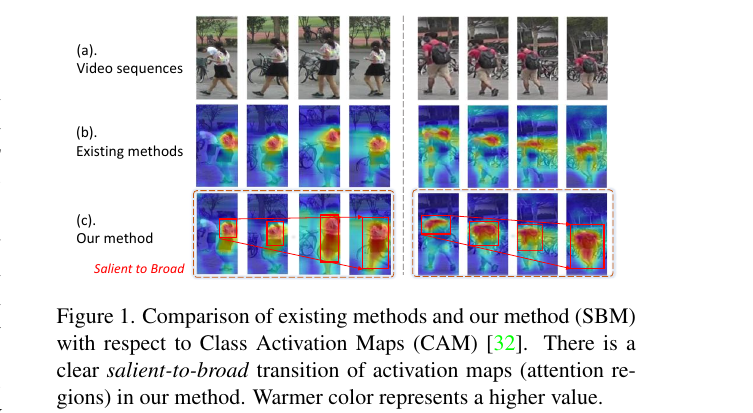 (a).
Video sequences
(b).
Existing methods
(c).
Our method
Salient to Broad
Figure 1. Comparison of existing methods and our method (SBM)
with respect to Class Activation Maps (CAM) [32]. There is a
clear salient-to-broad transition of activation maps (attention re-
gions) in our method. Warmer color represents a higher value.